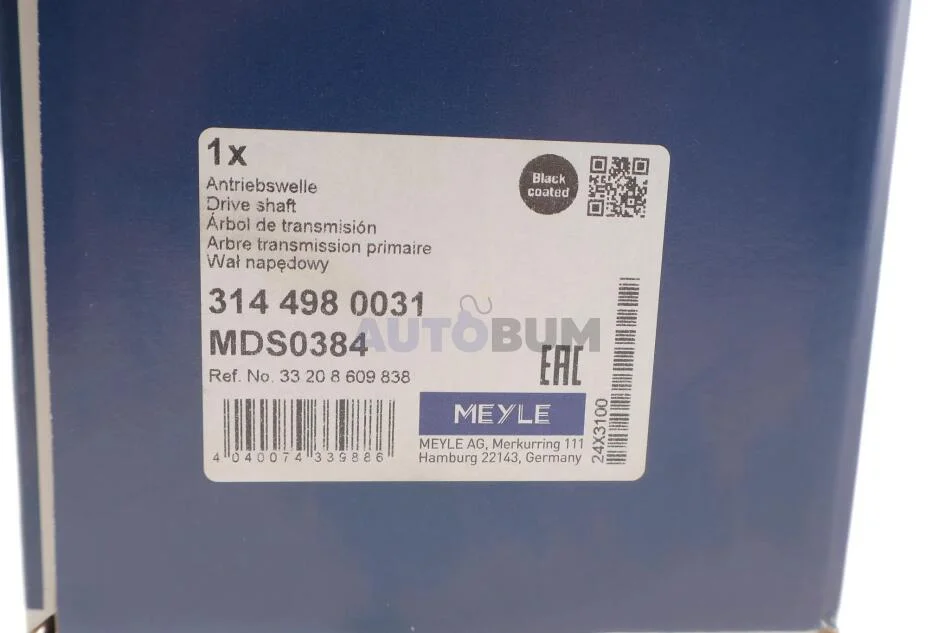 1x
Black
coated
Antriebswelle
Drive shaft
Árbol de transmisión
Arbre transmission primaire
Wał napędowy
314 498 0031
AUTOBUM
MDS0384
EAC
Ref. No. 33 20 8 609 838
MEYLE
MEYLE AG, Merkurring 111
Hamburg 22143, Germany
4 040074 339886
24X3100